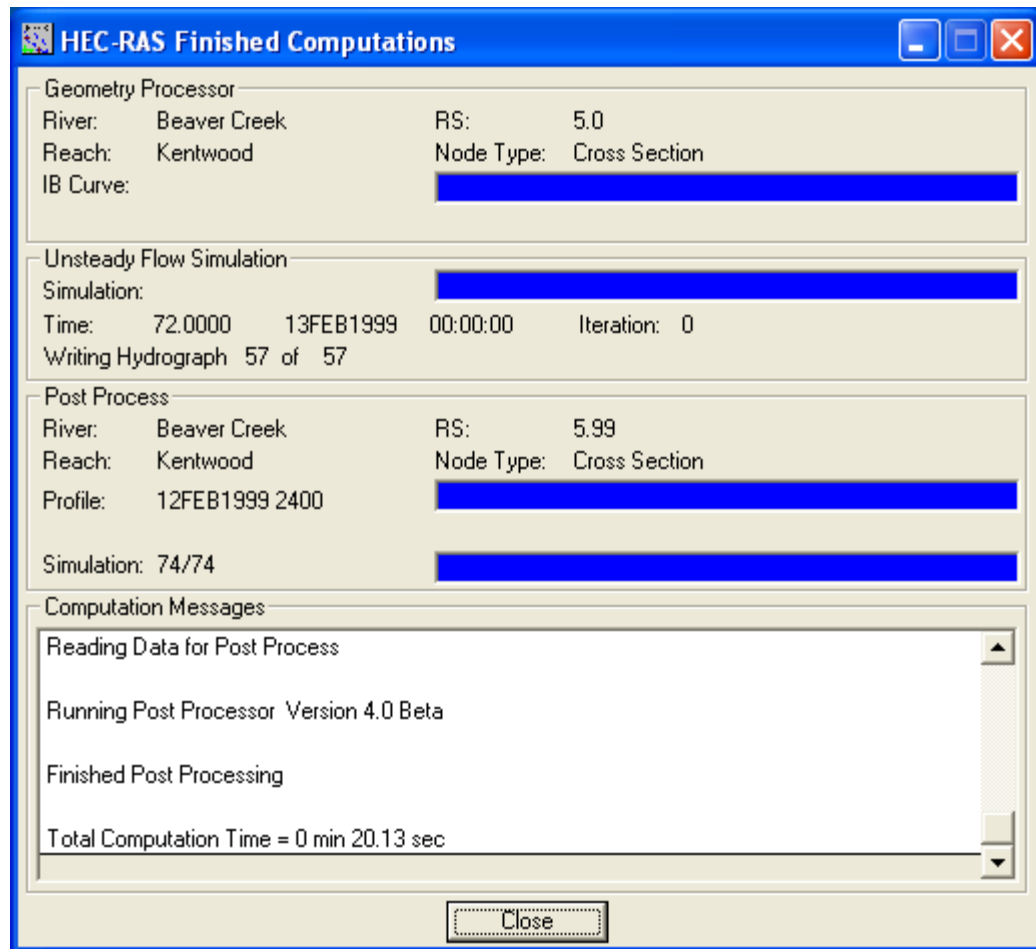 HEC-RAS Finished Computations
Geometry Processor
River: Beaver Creek RS: 5.0
Reach: Kentwood Node Type: Cross Section
IB Curve:
Unsteady Flow Simulation
Simulation:
Time: 72.0000 13FEB1999 00:00:00 Iteration: 0
Writing Hydrograph 57 of 57
Post Process
River: Beaver Creek RS: 5.99
Reach: Kentwood Node Type: Cross Section
Profile: 12FEB1999 2400
Simulation: 74/74
Computation Messages
Reading Data for Post Process
Running Post Processor Version 4.0 Beta
Finished Post Processing
Total Computation Time = 0 min 20.13 sec
Close